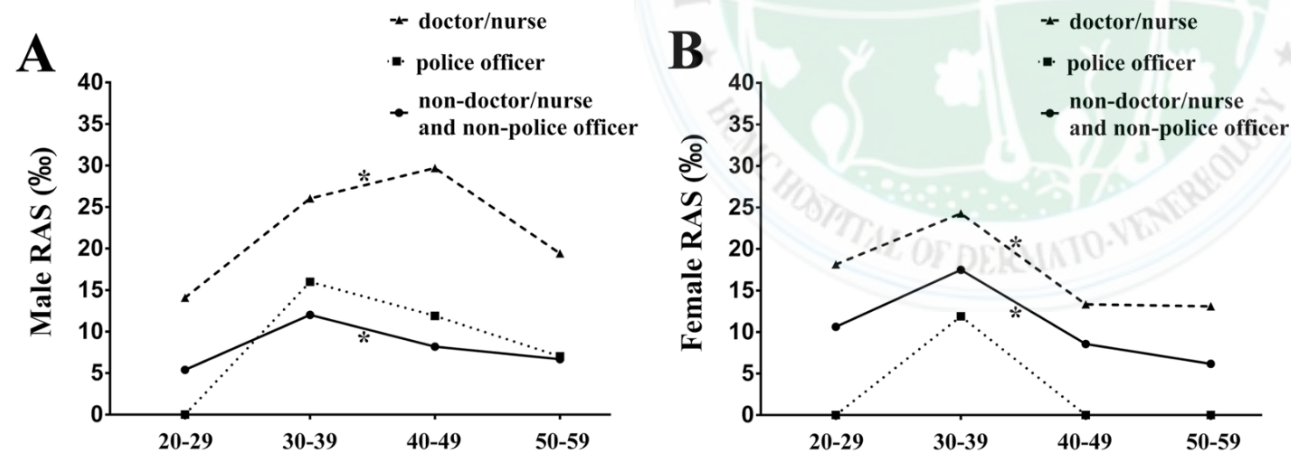 A
doctor/nurse
police officer
non-doctor/nurse
and non-police officer
Male RAS (‰)
40
35
30
25
20
15
10
5
0
*
*
20-29
30-39
40-49
50-59
B
doctor/nurse
police officer
non-doctor/nurse
and non-police officer
Female RAS (‰)
40
35
30
25
20
15
10
5
0
*
*
20-29
30-39
40-49
50-59
HOSPITAL OF DERMATO-VENEREOLOGY